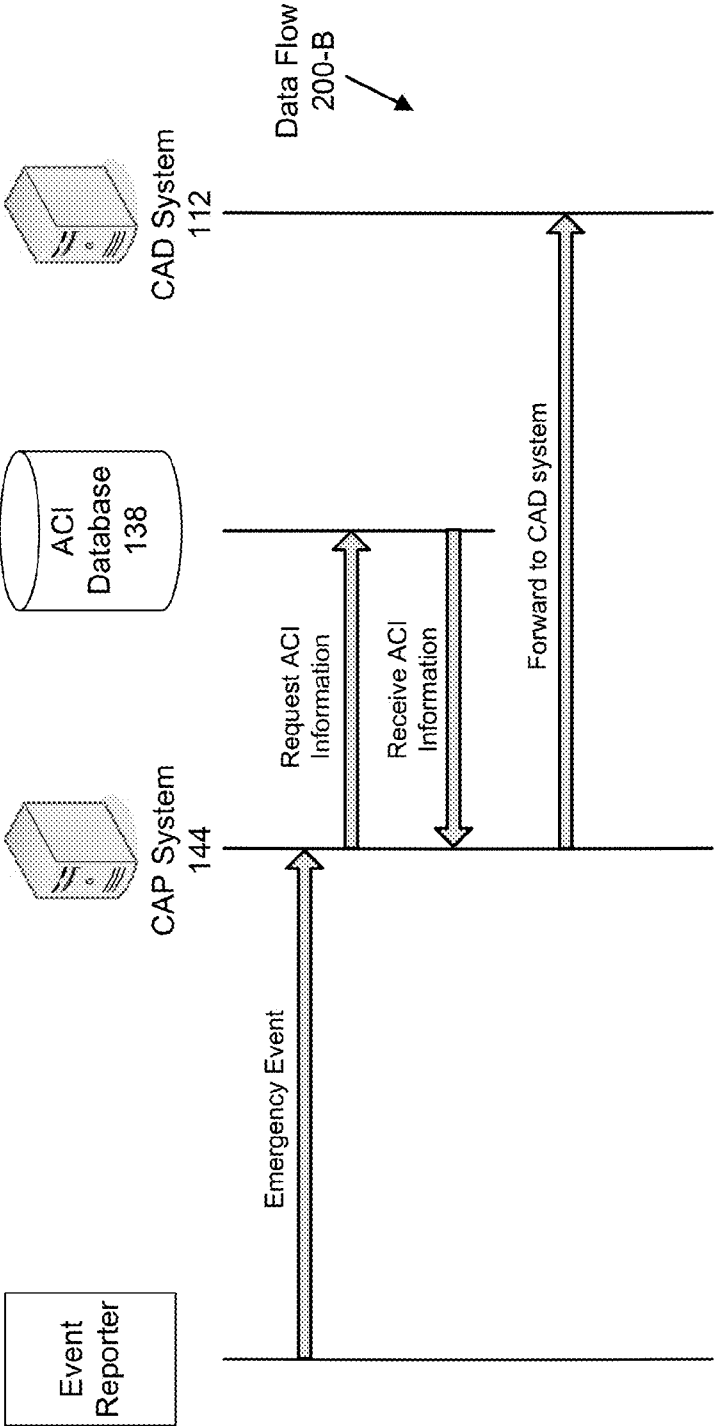 Event
Reporter
CAP System
144
ACI
Database
138
CAD System
112
Data Flow
200-B
Emergency Event
Request ACI
Information
Receive ACI
Information
Forward to CAD system